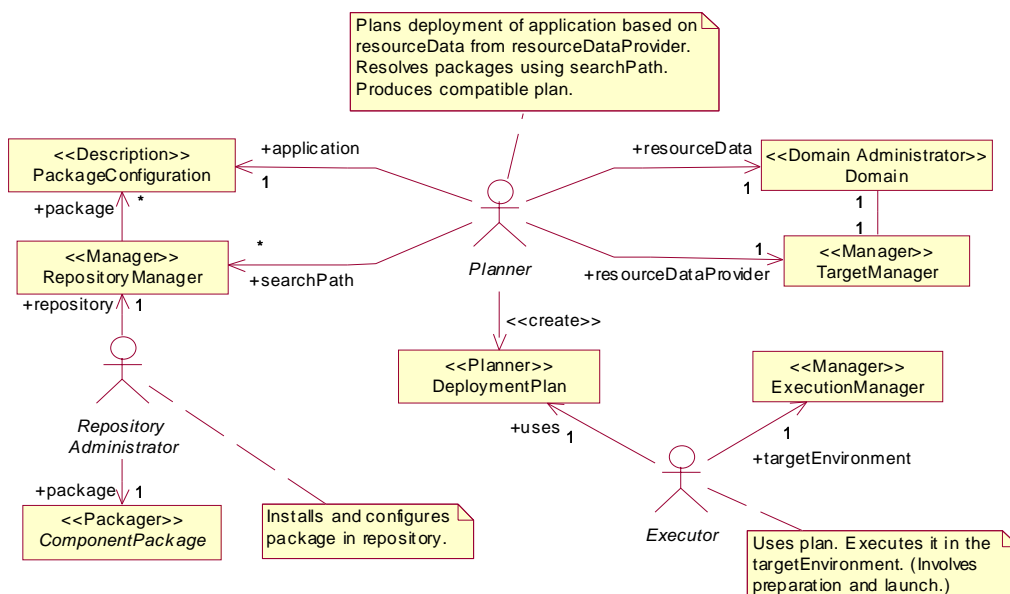 Plans deployment of application based on
resourceData from resourceDataProvider.
Resolves packages using searchPath.
Produces compatible plan.
<<Description>>
PackageConfiguration
+application
1
+resourceData
1
<<Domain Administrator>>
Domain
+package
*
1
1
<<Manager>>
RepositoryManager
*
+searchPath
Planner
1
+resourceDataProvider
<<Manager>>
TargetManager
+repository
1
<<create>>
<<Planner>>
DeploymentPlan
<<Manager>>
ExecutionManager
Repository
Administrator
+uses
1
1
+targetEnvironment
+package
1
<<Packager>>
ComponentPackage
Installs and configures
package in repository.
Executor
Uses plan. Executes it in the
targetEnvironment. (Involves
preparation and launch.)